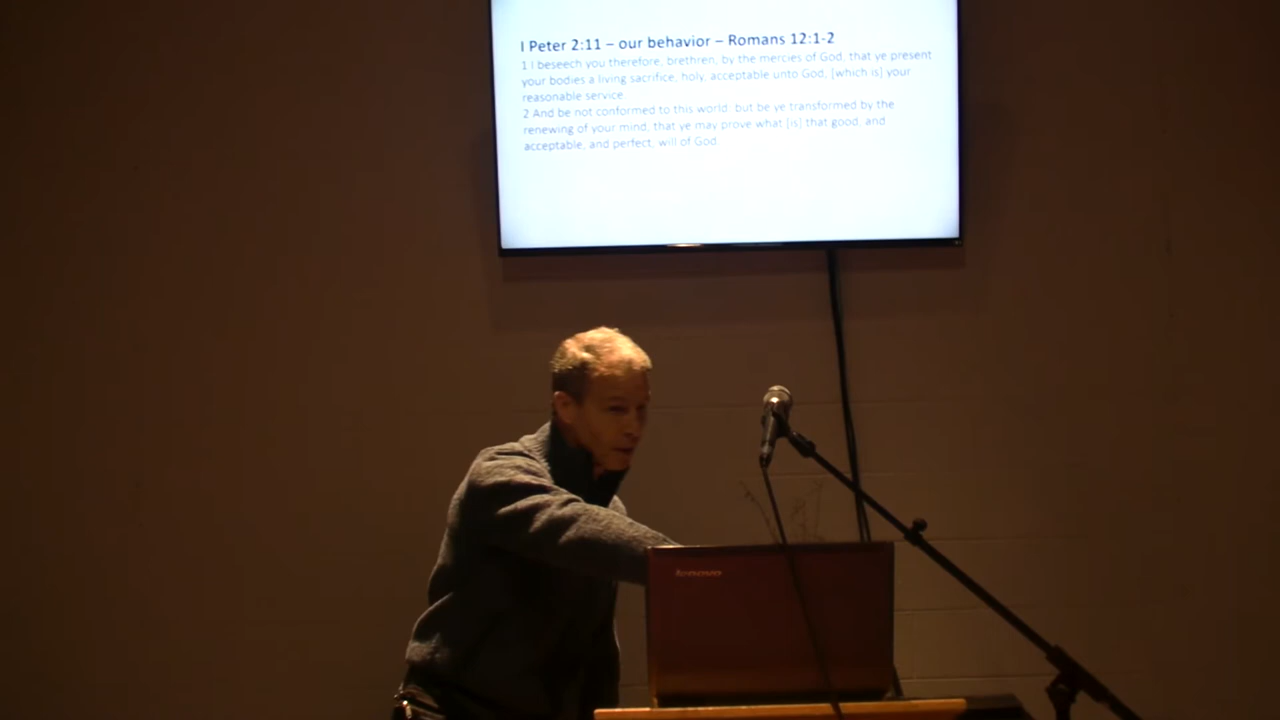 I Peter 2:11 – our behavior – Romans 12:1-2
1 I beseech you therefore, brethren, by the mercies of God, that ye present
your bodies a living sacrifice, holy, acceptable unto God, [which is] your
reasonable service.
2 And be not conformed to this world: but be ye transformed by the
renewing of your mind, that ye may prove what [is] that good, and
acceptable, and perfect, will of God.
lenovo